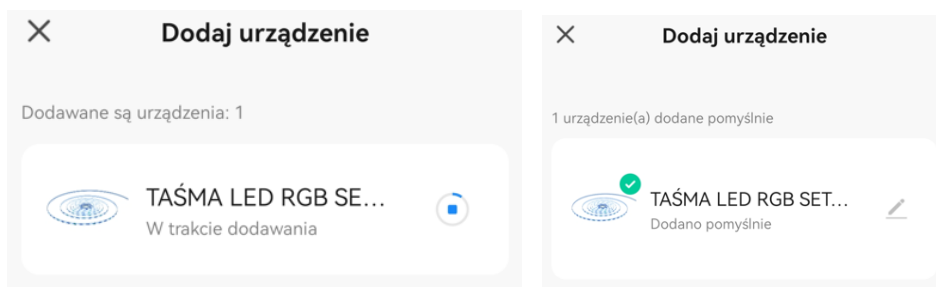 Dodaj urządzenie
Dodawane są urządzenia: 1
TAŚMA LED RGB SE...
W trakcie dodawania
Dodaj urządzenie
1 urządzenie(a) dodane pomyślnie
TAŚMA LED RGB SET...
Dodano pomyślnie